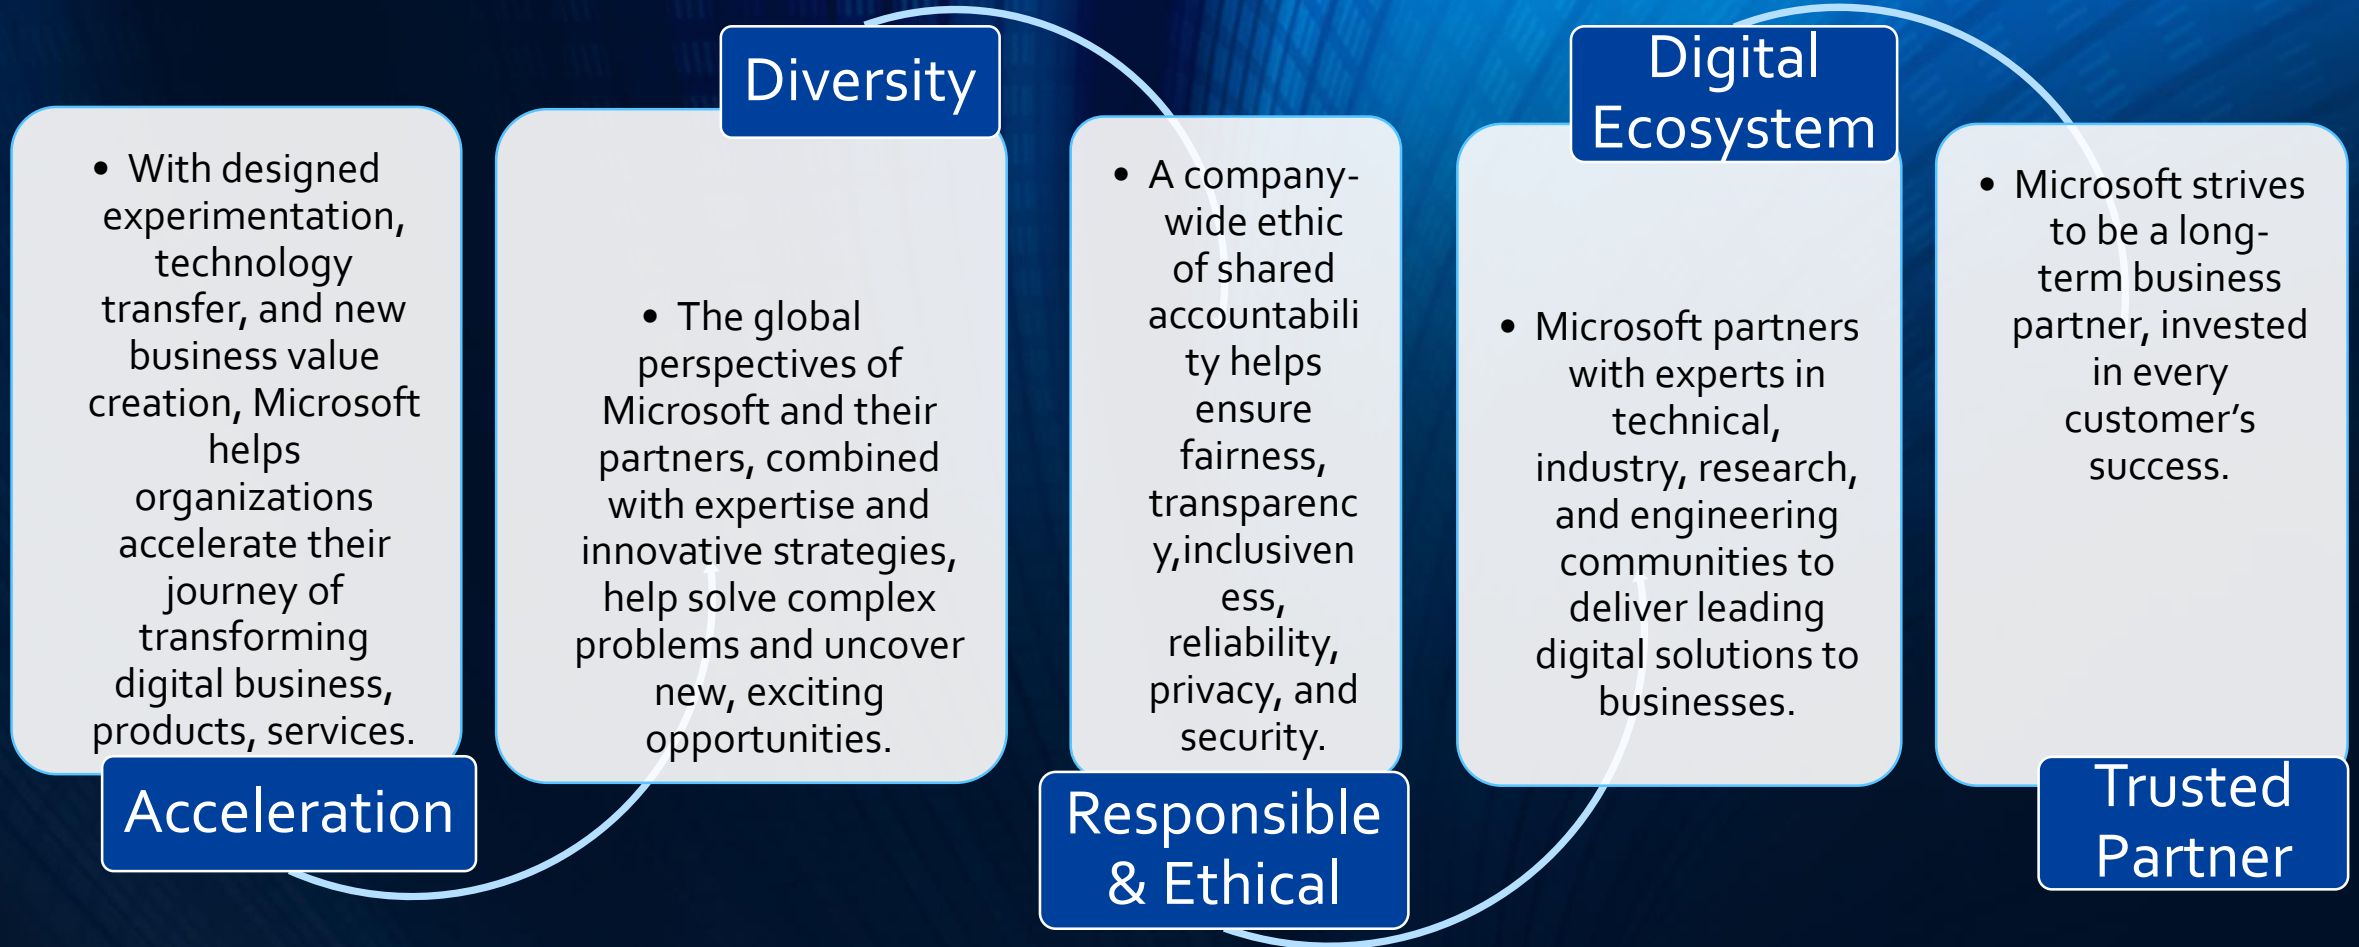 • With designed
experimentation,
technology
transfer, and new
business value
creation, Microsoft
helps
organizations
accelerate their
journey of
transforming
digital business,
products, services.
Acceleration
Diversity
• The global
perspectives of
Microsoft and their
partners, combined
with expertise and
innovative strategies,
help solve complex
problems and uncover
new, exciting
opportunities.
• A company-
wide ethic
of shared
accountabili
ty helps
ensure
fairness,
transparenc
y,inclusiven
ess,
reliability,
privacy, and
security.
Responsible
& Ethical
Digital
Ecosystem
• Microsoft partners
with experts in
technical,
industry, research,
and engineering
communities to
deliver leading
digital solutions to
businesses.
• Microsoft strives
to be a long-
term business
partner, invested
in every
customer’s
success.
Trusted
Partner